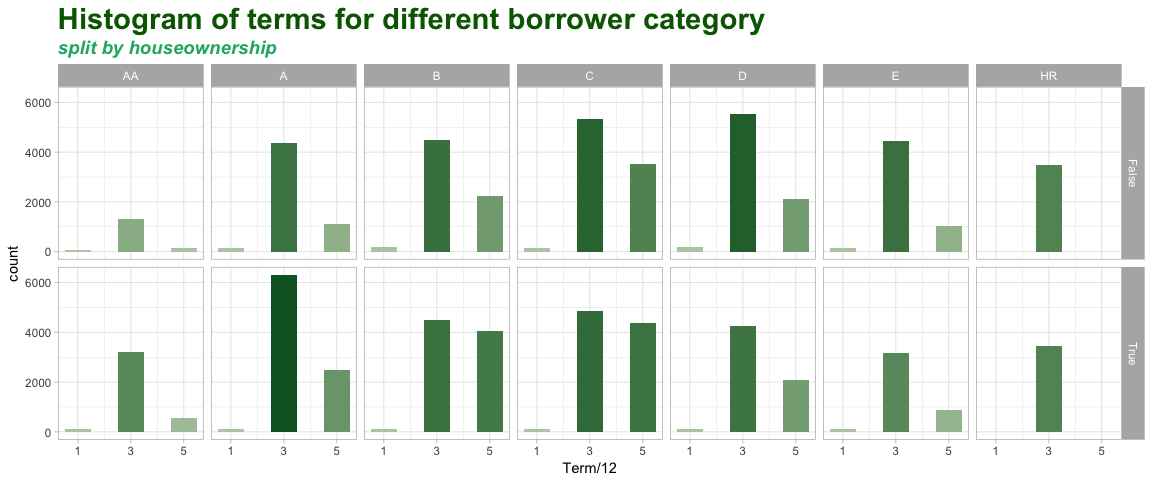 Histogram of terms for different borrower category
split by houseownership
AA A B C D E HR
6000
4000
2000
0
False
6000
4000
2000
0
True
count
1 3 5 1 3 5 1 3 5 1 3 5 1 3 5 1 3 5 1 3 5
Term/12